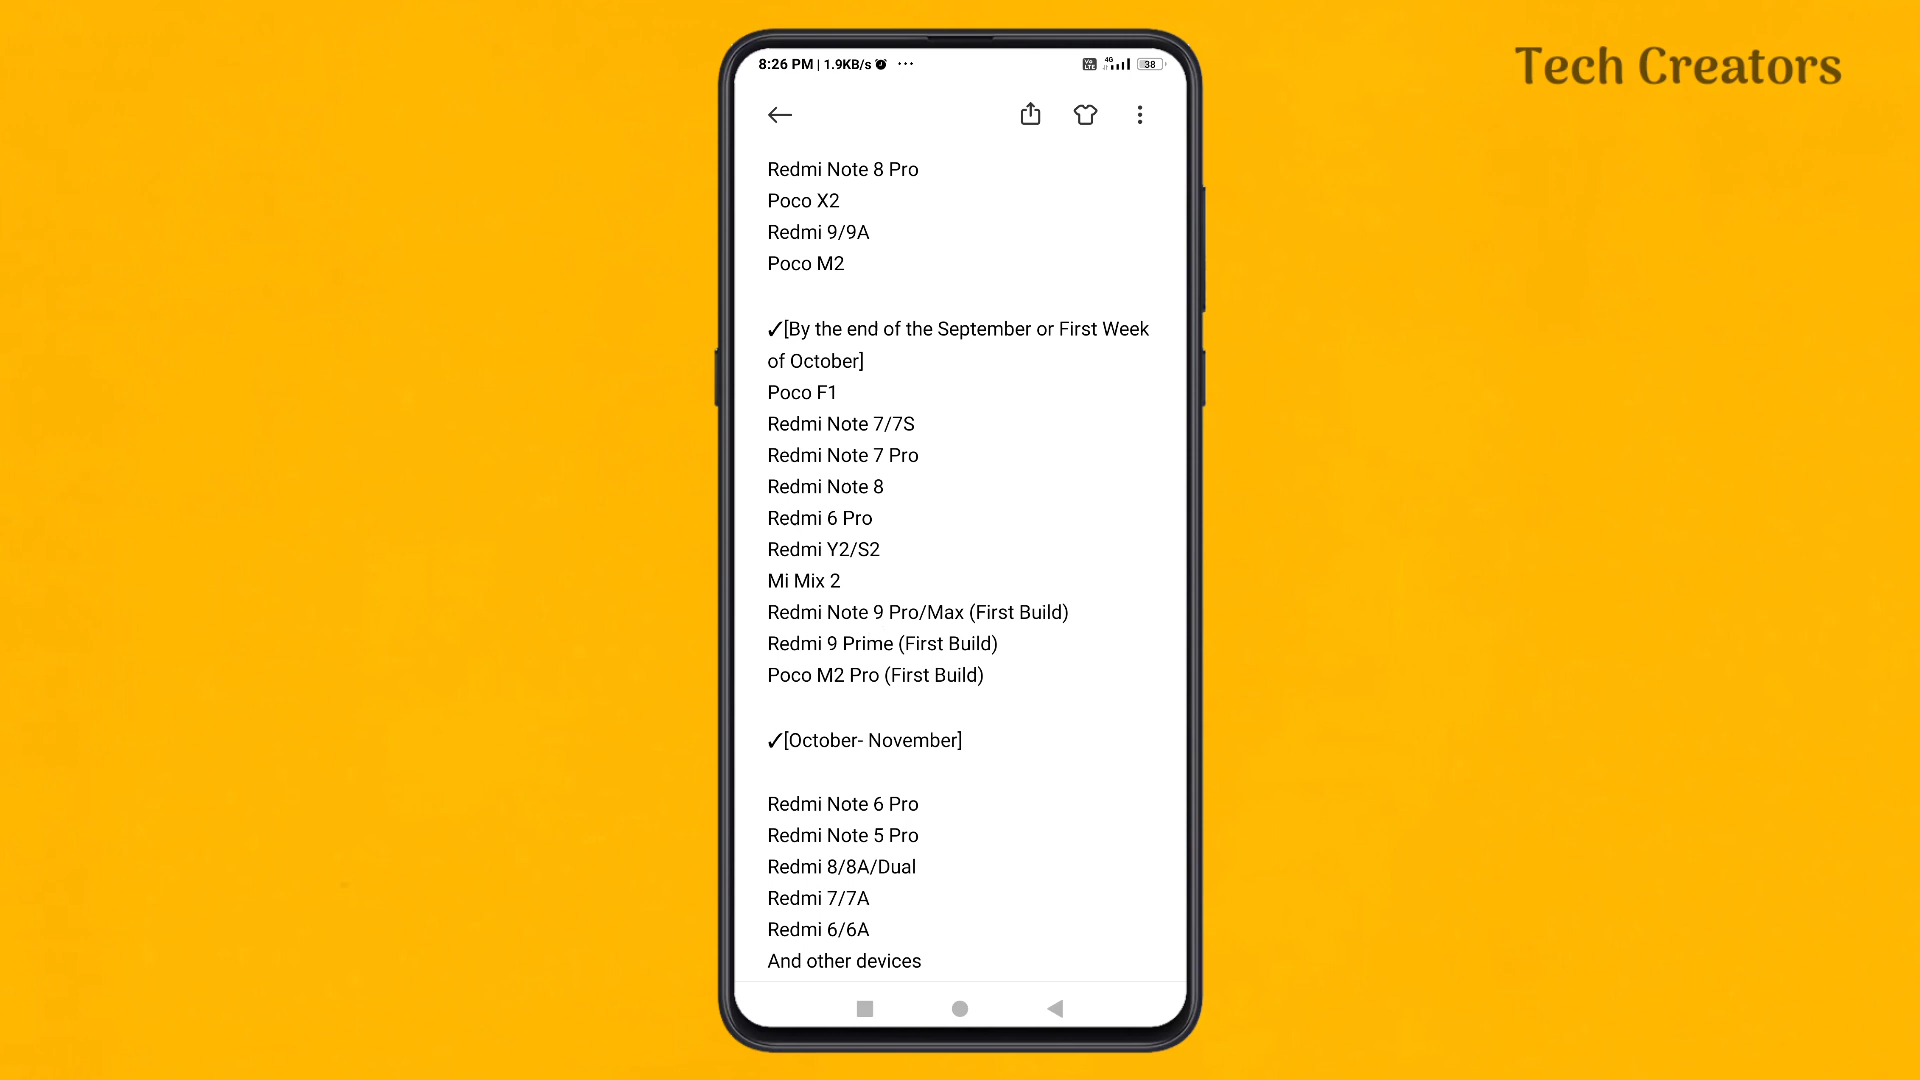 Tech Creators
8:26 PM | 1.9KB/s
4G
38
Redmi Note 8 Pro
Poco X2
Redmi 9/9A
Poco M2
✓[By the end of the September or First Week
of October]
Poco F1
Redmi Note 7/7S
Redmi Note 7 Pro
Redmi Note 8
Redmi 6 Pro
Redmi Y2/S2
Mi Mix 2
Redmi Note 9 Pro/Max (First Build)
Redmi 9 Prime (First Build)
Poco M2 Pro (First Build)
✓[October- November]
Redmi Note 6 Pro
Redmi Note 5 Pro
Redmi 8/8A/Dual
Redmi 7/7A
Redmi 6/6A
And other devices